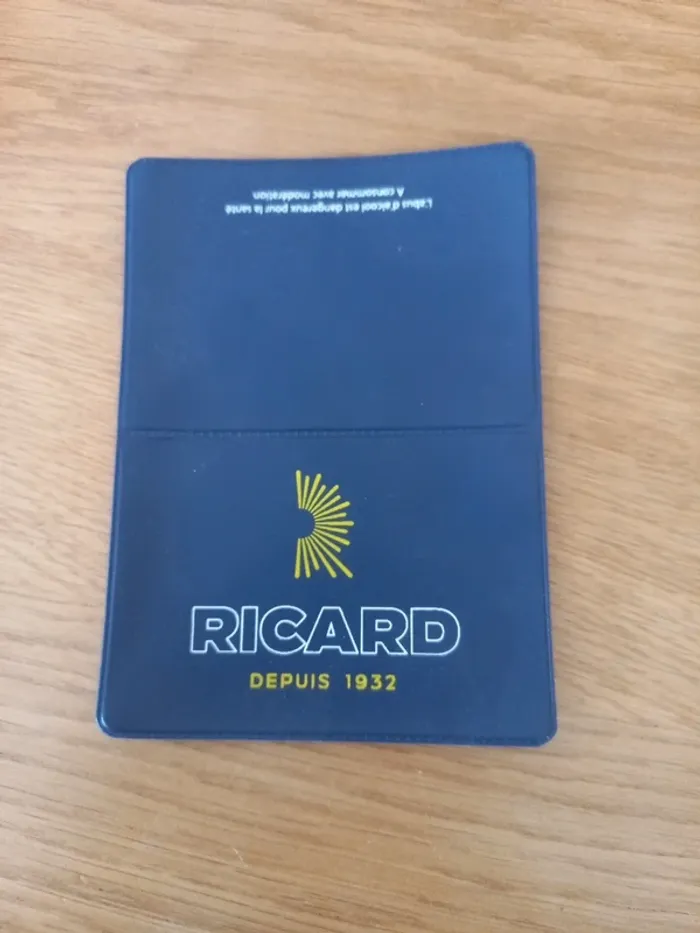 L'abus d'alcool est dangereux pour la santé
A consommer avec modération
RICARD
DEPUIS 1932